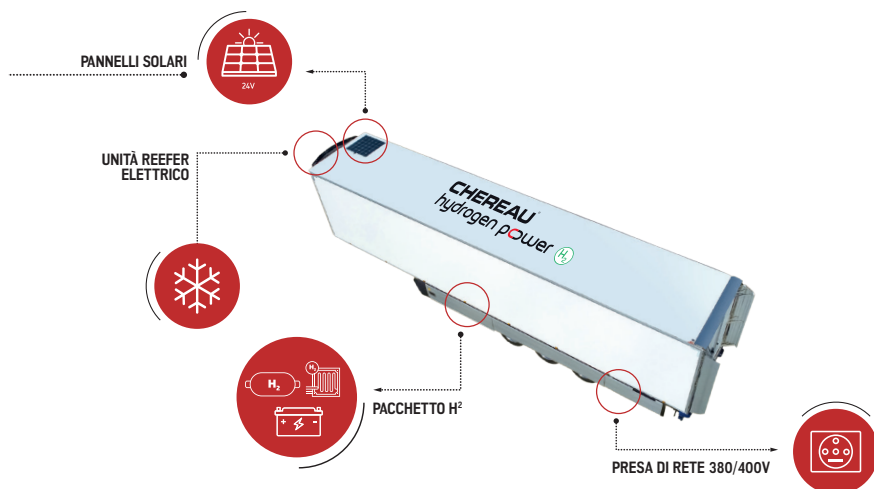 PANNELLI SOLARI
24V
UNITÀ REEFER
ELETTRICO
CHEREAU
hydrogen power
H₂
H₂
H₂
+ -
PACCHETTO H²
PRESA DI RETE 380/400V